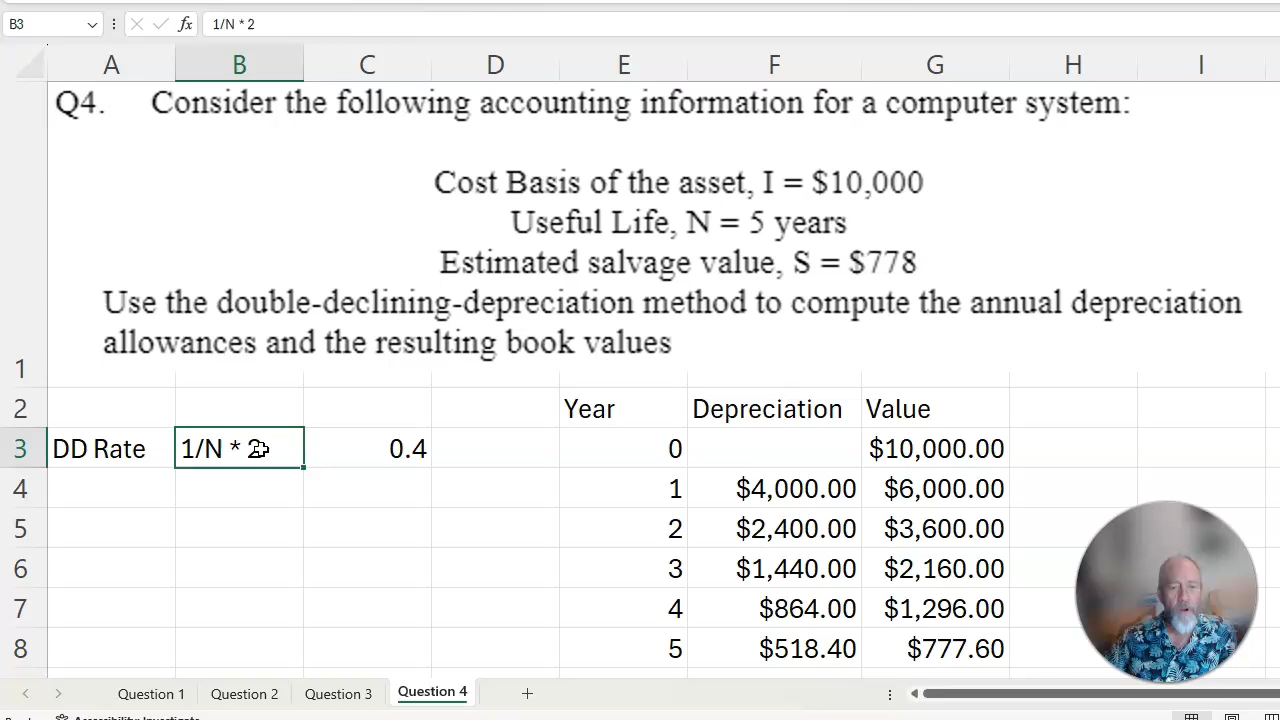 B3 fx 1/N * 2
A B C D E F G H I
Q4. Consider the following accounting information for a computer system:
Cost Basis of the asset, I = $10,000
Useful Life, N = 5 years
Estimated salvage value, S = $778
Use the double-declining-depreciation method to compute the annual depreciation
allowances and the resulting book values
1
2 Year Depreciation Value
3 DD Rate 1/N * 2 0.4 0 $10,000.00
4 1 $4,000.00 $6,000.00
5 2 $2,400.00 $3,600.00
6 3 $1,440.00 $2,160.00
7 4 $864.00 $1,296.00
8 5 $518.40 $777.60
Question 1 Question 2 Question 3 Question 4